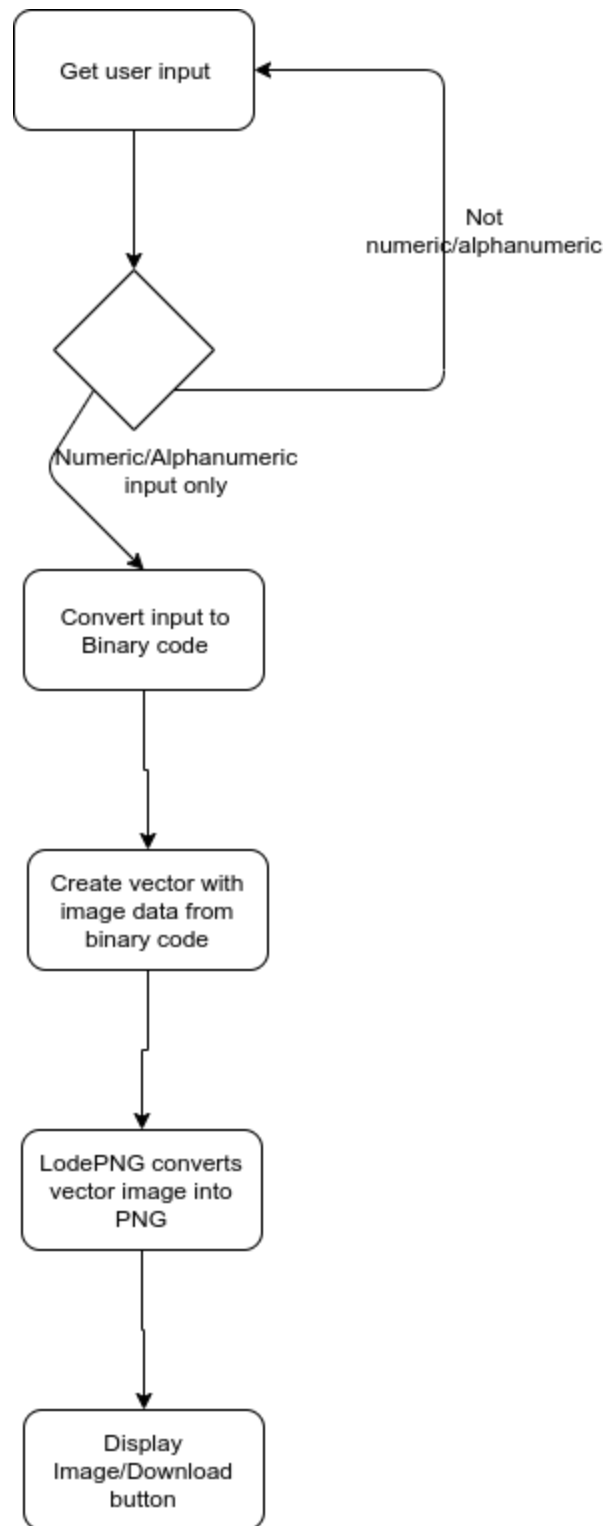 Get user input
Not
numeric/alphanumeric
Numeric/Alphanumeric
input only
Convert input to
Binary code
Create vector with
image data from
binary code
LodePNG converts
vector image into
PNG
Display
Image/Download
button